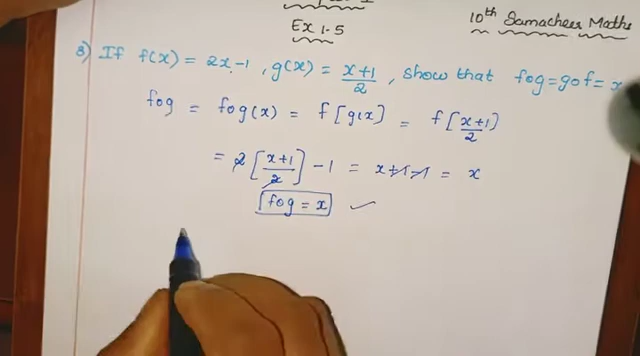 10th Samacheer Maths
Ex 1.5
3) If f(x) = 2x-1, g(x) = x+1/2, show that fog=gof=x
fog = fog(x) = f[g(x] = f[x+1/2]
= 2[x+1/2] - 1 = x+1-1 = x
fog = x ✓